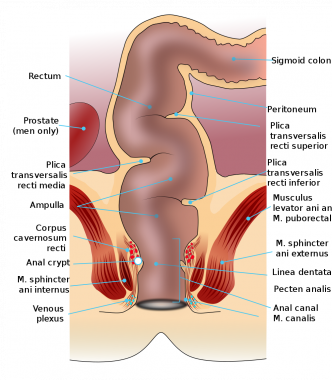 Rectum
Prostate
(men only)
Plica
transversalis
recti media
Ampulla
Corpus
cavernosum
recti
Anal crypt
M. sphincter
ani internus
Venous
plexus
Sigmoid colon
Peritoneum
Plica
transversalis
recti superior
Plica
transversalis
recti inferior
Musculus
levator ani an
M. puborectal
M. sphincter
ani externus
Linea dentata
Pecten analis
Anal canal
M. canalis